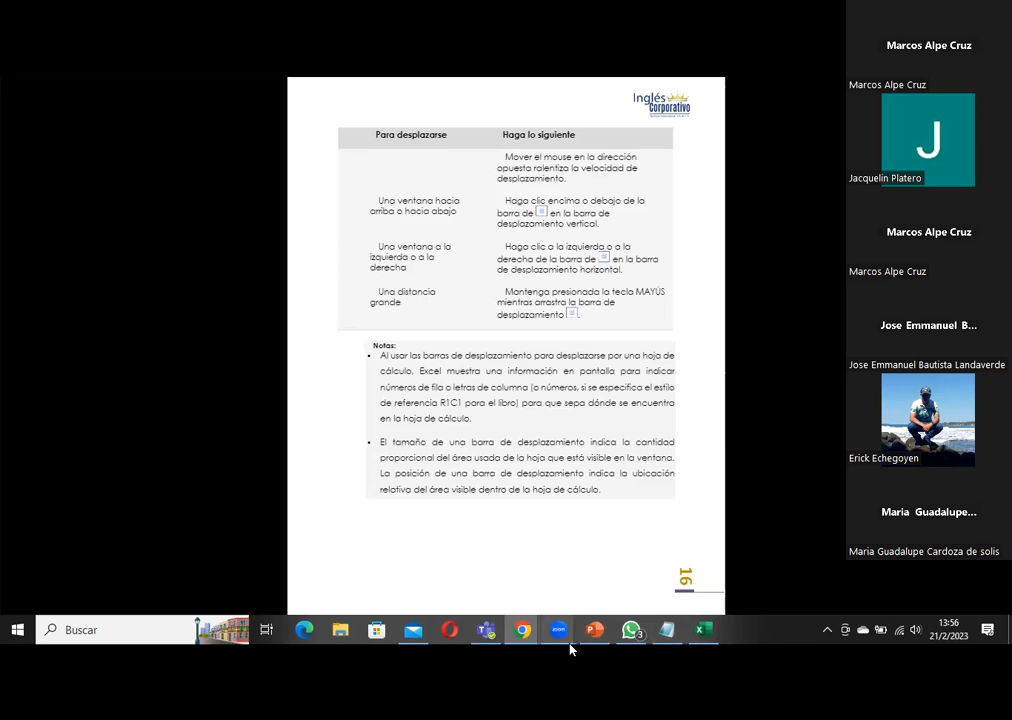 Inglés
Corporativo
Para desplazarse Haga lo siguiente
Mover el mouse en la dirección
opuesta ralentiza la velocidad de
desplazamiento.
Una ventana hacia
arriba o hacia abajo
Haga clic encima o debajo de la
barra de en la barra de
desplazamiento vertical.
Una ventana a la
izquierda o a la
derecha
Haga clic a la izquierda o a la
derecha de la barra de en la barra
de desplazamiento horizontal.
Una distancia
grande
Mantenga presionada la tecla MAYÚS
mientras arrastra la barra de
desplazamiento .
Notas:
• Al usar las barras de desplazamiento para desplazarse por una hoja de
cálculo, Excel muestra una información en pantalla para indicar
números de fila o letras de columna (o números, si se especifica el estilo
de referencia R1C1 para el libro) para que sepa dónde se encuentra
en la hoja de cálculo.
• El tamaño de una barra de desplazamiento indica la cantidad
proporcional del área usada de la hoja que está visible en la ventana.
La posición de una barra de desplazamiento indica la ubicación
relativa del área visible dentro de la hoja de cálculo.
16
Marcos Alpe Cruz
Marcos Alpe Cruz
J
Jacquelin Platero
Marcos Alpe Cruz
Marcos Alpe Cruz
Jose Emmanuel B...
Jose Emmanuel Bautista Landaverde
Erick Echegoyen
Maria Guadalupe...
Maria Guadalupe Cardoza de solis
Buscar
zoom
3
13:56
21/2/2023